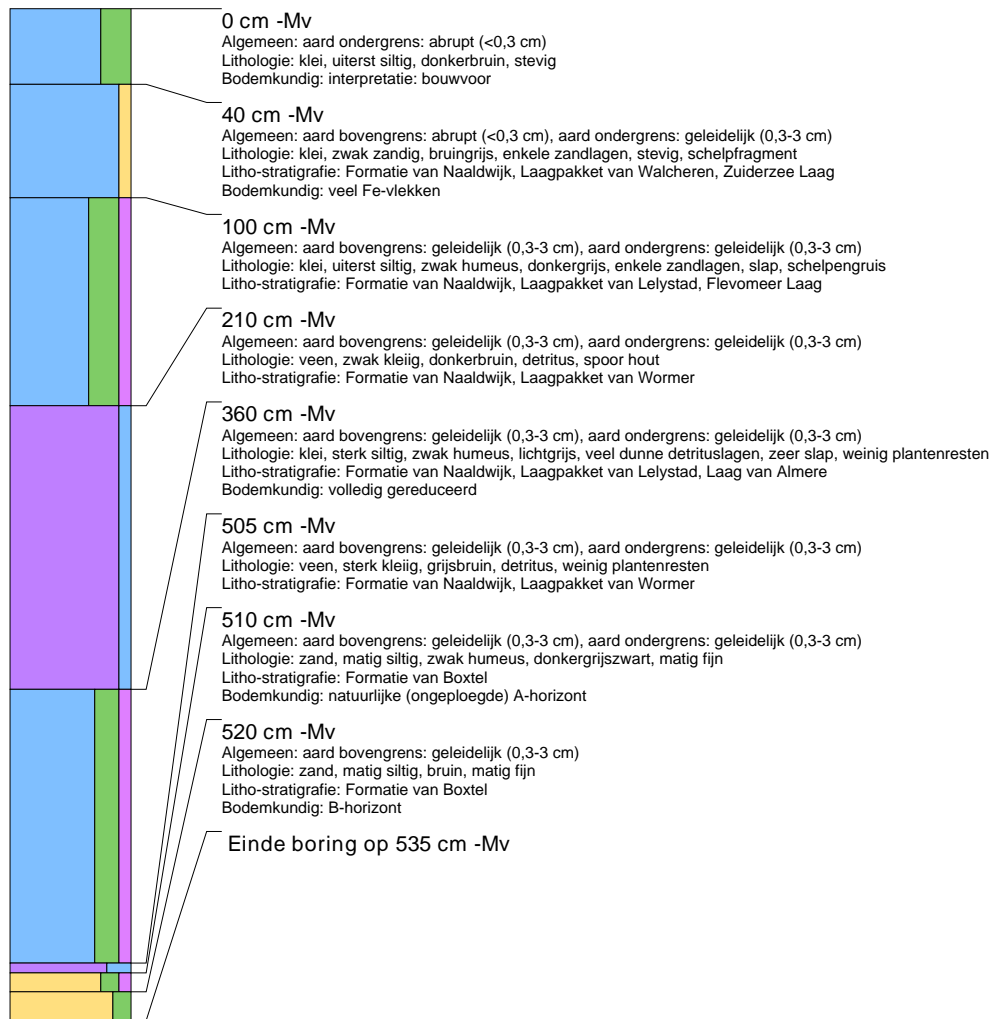 0 cm -Mv
Algemeen: aard ondergrens: abrupt (<0,3 cm)
Lithologie: klei, uiterst siltig, donkerbruin, stevig
Bodemkundig: interpretatie: bouwvoor
40 cm -Mv
Algemeen: aard bovengrens: abrupt (<0,3 cm), aard ondergrens: geleidelijk (0,3-3 cm)
Lithologie: klei, zwak zandig, bruingrijs, enkele zandlagen, stevig, schelpfragment
Litho-stratigrafie: Formatie van Naaldwijk, Laagpakket van Walcheren, Zuiderzee Laag
Bodemkundig: veel Fe-vlekken
100 cm -Mv
Algemeen: aard bovengrens: geleidelijk (0,3-3 cm), aard ondergrens: geleidelijk (0,3-3 cm)
Lithologie: klei, uiterst siltig, zwak humeus, donkergrijs, enkele zandlagen, slap, schelpengruis
Litho-stratigrafie: Formatie van Naaldwijk, Laagpakket van Lelystad, Flevomeer Laag
210 cm -Mv
Algemeen: aard bovengrens: geleidelijk (0,3-3 cm), aard ondergrens: geleidelijk (0,3-3 cm)
Lithologie: veen, zwak kleiig, donkerbruin, detritus, spoor hout
Litho-stratigrafie: Formatie van Naaldwijk, Laagpakket van Wormer
360 cm -Mv
Algemeen: aard bovengrens: geleidelijk (0,3-3 cm), aard ondergrens: geleidelijk (0,3-3 cm)
Lithologie: klei, sterk siltig, zwak humeus, lichtgrijs, veel dunne detrituslagen, zeer slap, weinig plantenresten
Litho-stratigrafie: Formatie van Naaldwijk, Laagpakket van Lelystad, Laag van Almere
Bodemkundig: volledig gereduceerd
505 cm -Mv
Algemeen: aard bovengrens: geleidelijk (0,3-3 cm), aard ondergrens: geleidelijk (0,3-3 cm)
Lithologie: veen, sterk kleiig, grijsbruin, detritus, weinig plantenresten
Litho-stratigrafie: Formatie van Naaldwijk, Laagpakket van Wormer
510 cm -Mv
Algemeen: aard bovengrens: geleidelijk (0,3-3 cm), aard ondergrens: geleidelijk (0,3-3 cm)
Lithologie: zand, matig siltig, zwak humeus, donkergrijszwart, matig fijn
Litho-stratigrafie: Formatie van Boxtel
Bodemkundig: natuurlijke (ongeploegde) A-horizont
520 cm -Mv
Algemeen: aard bovengrens: geleidelijk (0,3-3 cm)
Lithologie: zand, matig siltig, bruin, matig fijn
Litho-stratigrafie: Formatie van Boxtel
Bodemkundig: B-horizont
Einde boring op 535 cm -Mv